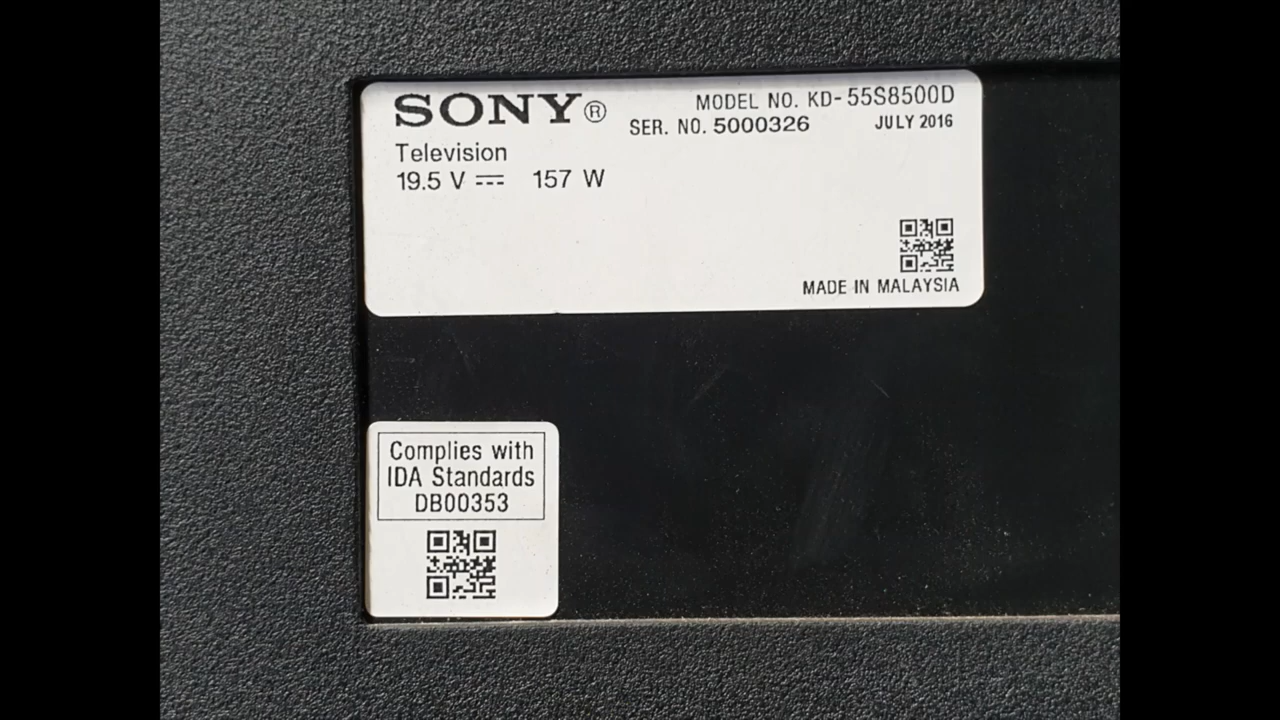 SONY®
MODEL NO. KD-55S8500D
SER. NO. 5000326
JULY 2016
Television
19.5 V ⎓ 157 W
MADE IN MALAYSIA
Complies with
IDA Standards
DB00353